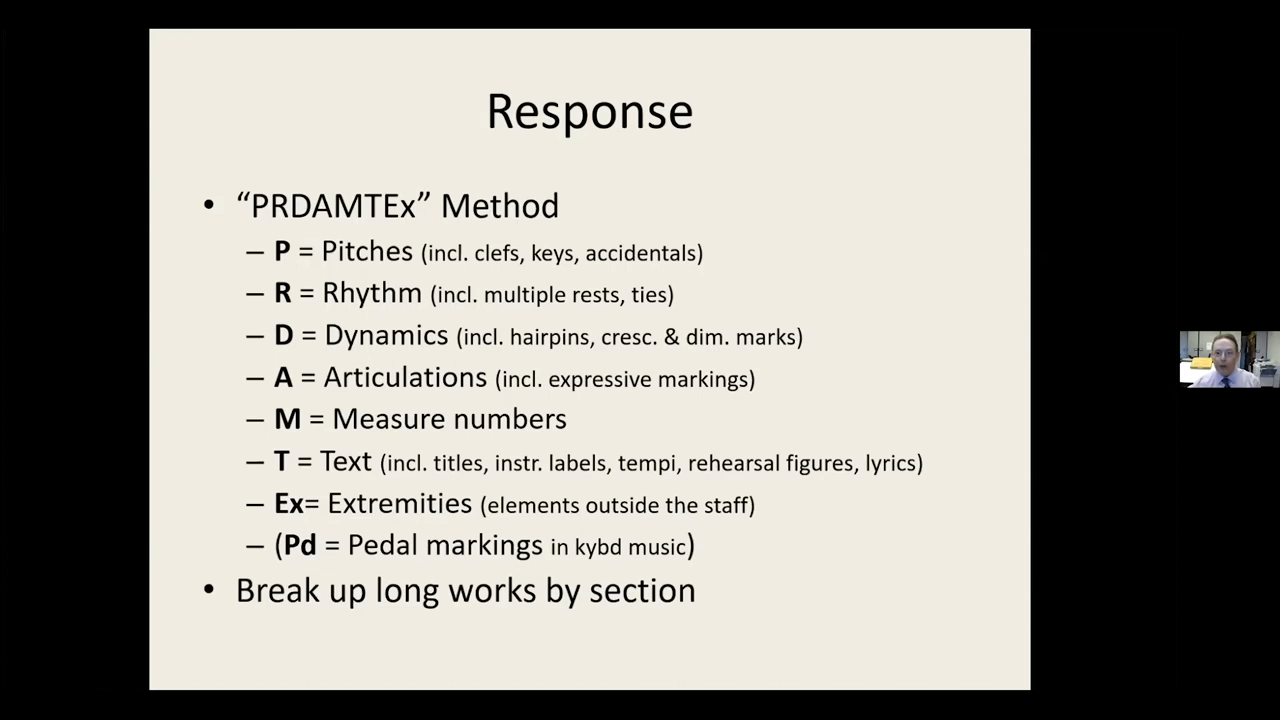 Response
• “PRDAMTEx” Method
– P = Pitches (incl. clefs, keys, accidentals)
– R = Rhythm (incl. multiple rests, ties)
– D = Dynamics (incl. hairpins, cresc. & dim. marks)
– A = Articulations (incl. expressive markings)
– M = Measure numbers
– T = Text (incl. titles, instr. labels, tempi, rehearsal figures, lyrics)
– Ex= Extremities (elements outside the staff)
– (Pd = Pedal markings in kybd music)
• Break up long works by section